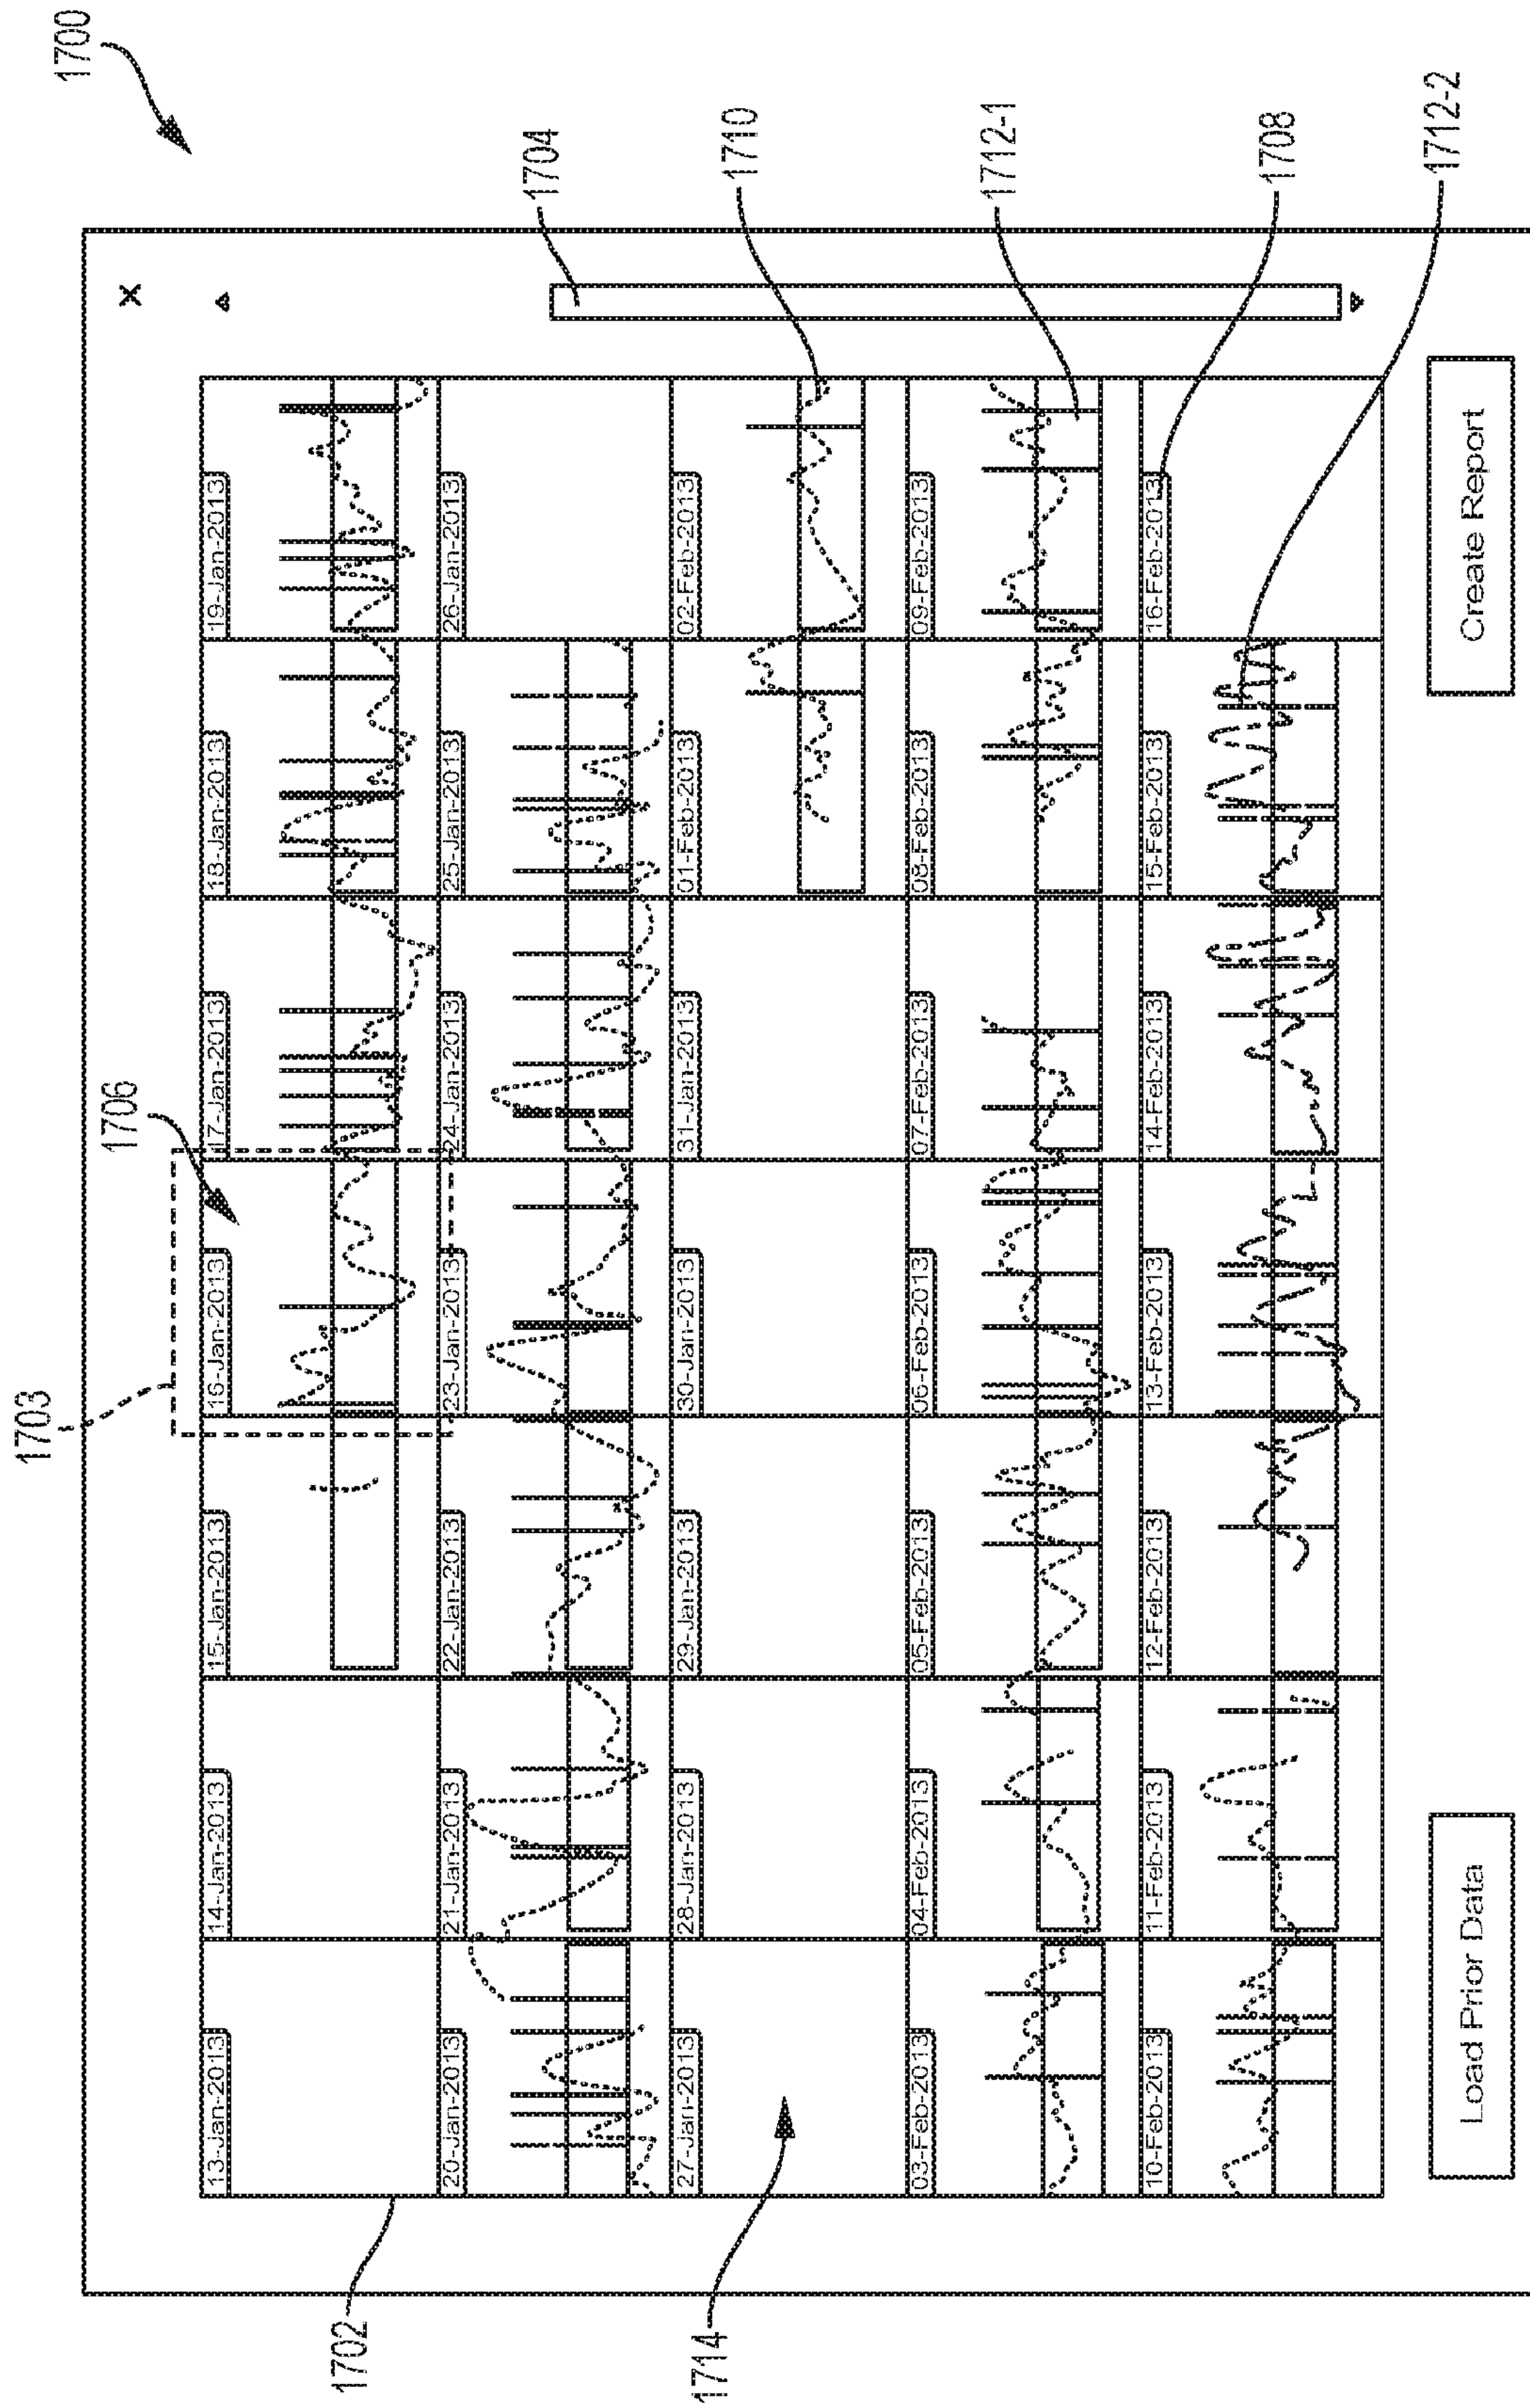 1700
X
1703
1706
1704
1710
1712-1
1708
1712-2
1702
1714
13-Jan-2013
14-Jan-2013
15-Jan-2013
16-Jan-2013
17-Jan-2013
18-Jan-2013
19-Jan-2013
20-Jan-2013
21-Jan-2013
22-Jan-2013
23-Jan-2013
24-Jan-2013
25-Jan-2013
26-Jan-2013
27-Jan-2013
28-Jan-2013
29-Jan-2013
30-Jan-2013
31-Jan-2013
01-Feb-2013
02-Feb-2013
03-Feb-2013
04-Feb-2013
05-Feb-2013
06-Feb-2013
07-Feb-2013
08-Feb-2013
09-Feb-2013
10-Feb-2013
11-Feb-2013
12-Feb-2013
13-Feb-2013
14-Feb-2013
15-Feb-2013
16-Feb-2013
Load Prior Data
Create Report